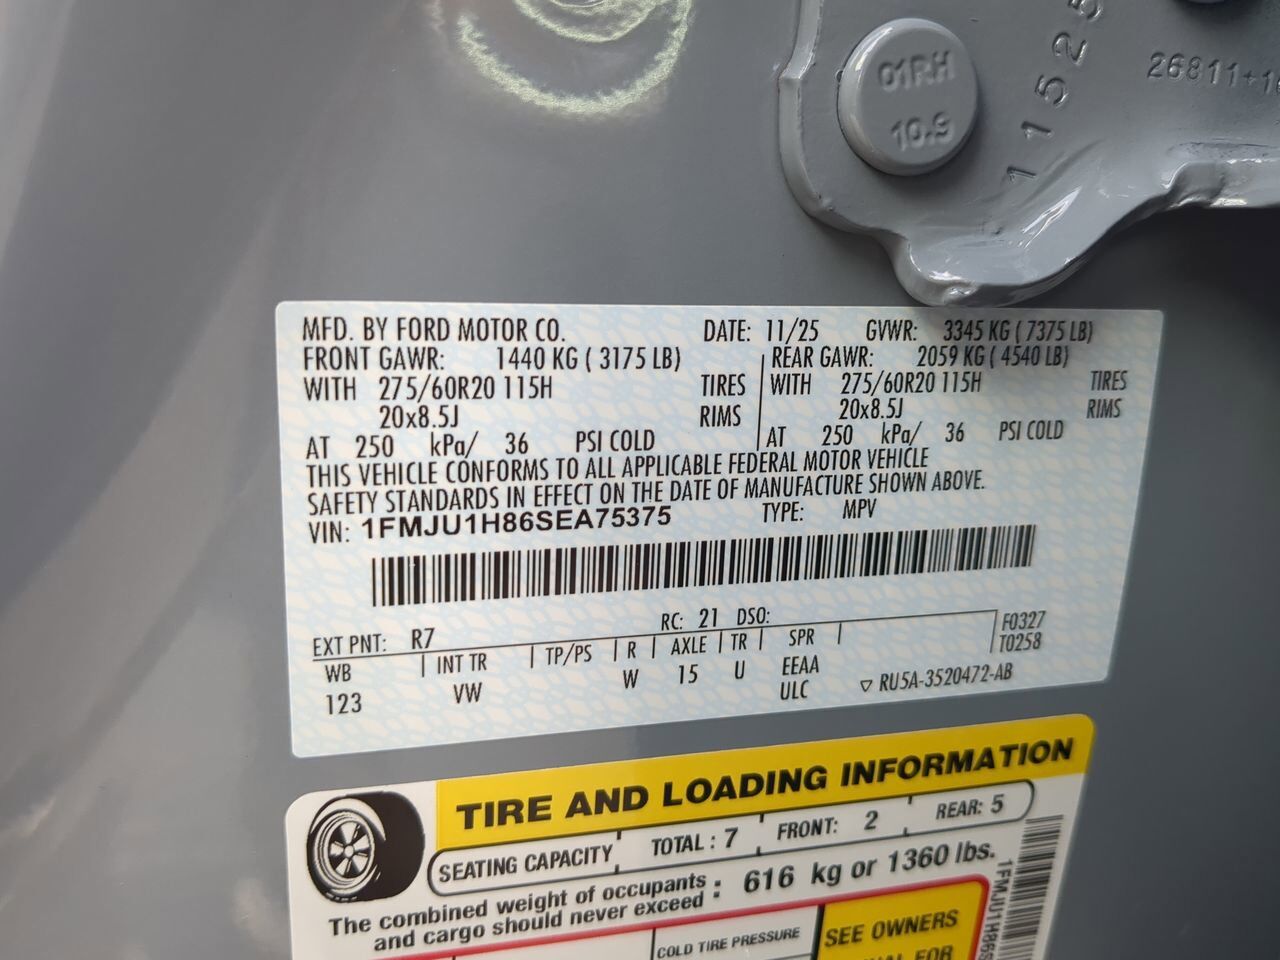 01RH
10.9
11525
26811+1
MFD. BY FORD MOTOR CO. DATE: 11/25 GVWR: 3345 KG ( 7375 LB)
FRONT GAWR: 1440 KG ( 3175 LB) REAR GAWR: 2059 KG ( 4540 LB)
WITH 275/60R20 115H TIRES WITH 275/60R20 115H TIRES
20x8.5J RIMS 20x8.5J RIMS
AT 250 kPa/ 36 PSI COLD AT 250 kPa/ 36 PSI COLD
THIS VEHICLE CONFORMS TO ALL APPLICABLE FEDERAL MOTOR VEHICLE
SAFETY STANDARDS IN EFFECT ON THE DATE OF MANUFACTURE SHOWN ABOVE.
VIN: 1FMJU1H86SEA75375 TYPE: MPV
EXT PNT: R7 RC: 21 DSO: F0327
WB INT TR TP/PS R AXLE TR SPR T0258
123 VW W 15 U EEAA
ULC ▽ RU5A-3520472-AB
TIRE AND LOADING INFORMATION
SEATING CAPACITY TOTAL : 7 FRONT: 2 REAR: 5
The combined weight of occupants : 616 kg or 1360 lbs.
and cargo should never exceed
COLD TIRE PRESSURE SEE OWNERS
FOR
1FMJU1H86S